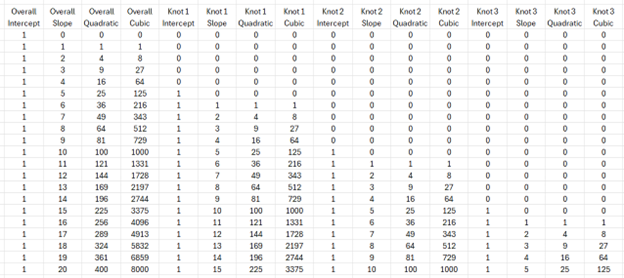 Overall Overall Overall Overall Knot 1 Knot 1 Knot 1 Knot 1 Knot 2 Knot 2 Knot 2 Knot 2 Knot 3 Knot 3 Knot 3 Knot 3
Intercept Slope Quadratic Cubic Intercept Slope Quadratic Cubic Intercept Slope Quadratic Cubic Intercept Slope Quadratic Cubic
1 0 0 0 0 0 0 0 0 0 0 0 0 0 0 0
1 1 1 1 0 0 0 0 0 0 0 0 0 0 0 0
1 2 4 8 0 0 0 0 0 0 0 0 0 0 0 0
1 3 9 27 0 0 0 0 0 0 0 0 0 0 0 0
1 4 16 64 0 0 0 0 0 0 0 0 0 0 0 0
1 5 25 125 1 0 0 0 0 0 0 0 0 0 0 0
1 6 36 216 1 1 1 1 0 0 0 0 0 0 0 0
1 7 49 343 1 2 4 8 0 0 0 0 0 0 0 0
1 8 64 512 1 3 9 27 0 0 0 0 0 0 0 0
1 9 81 729 1 4 16 64 0 0 0 0 0 0 0 0
1 10 100 1000 1 5 25 125 1 0 0 0 0 0 0 0
1 11 121 1331 1 6 36 216 1 1 1 1 0 0 0 0
1 12 144 1728 1 7 49 343 1 2 4 8 0 0 0 0
1 13 169 2197 1 8 64 512 1 3 9 27 0 0 0 0
1 14 196 2744 1 9 81 729 1 4 16 64 0 0 0 0
1 15 225 3375 1 10 100 1000 1 5 25 125 1 0 0 0
1 16 256 4096 1 11 121 1331 1 6 36 216 1 1 1 1
1 17 289 4913 1 12 144 1728 1 7 49 343 1 2 4 8
1 18 324 5832 1 13 169 2197 1 8 64 512 1 3 9 27
1 19 361 6859 1 14 196 2744 1 9 81 729 1 4 16 64
1 20 400 8000 1 15 225 3375 1 10 100 1000 1 5 25 125